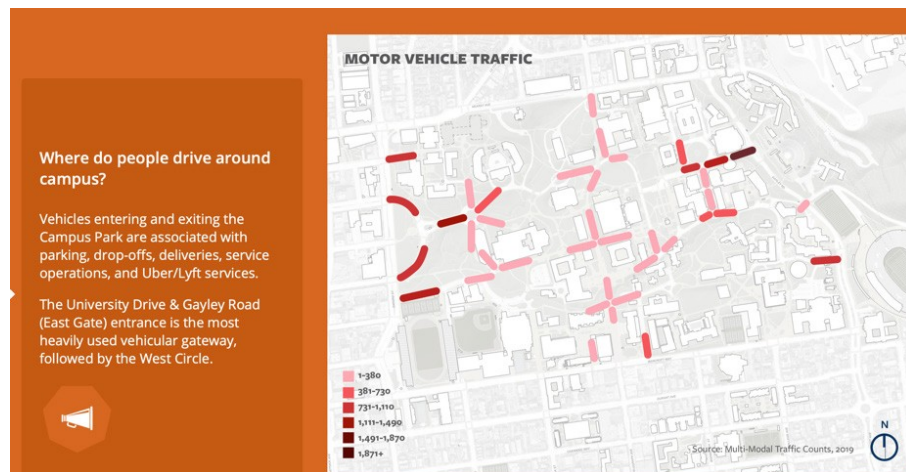 MOTOR VEHICLE TRAFFIC
Where do people drive around
campus?
Vehicles entering and exiting the
Campus Park are associated with
parking, drop-offs, deliveries, service
operations, and Uber/Lyft services.
The University Drive & Gayley Road
(East Gate) entrance is the most
heavily used vehicular gateway,
followed by the West Circle.
1-380
381-730
731-1,110
1,111-1,490
1,491-1,870
1,871+
Source: Multi-Modal Traffic Counts, 2019
N